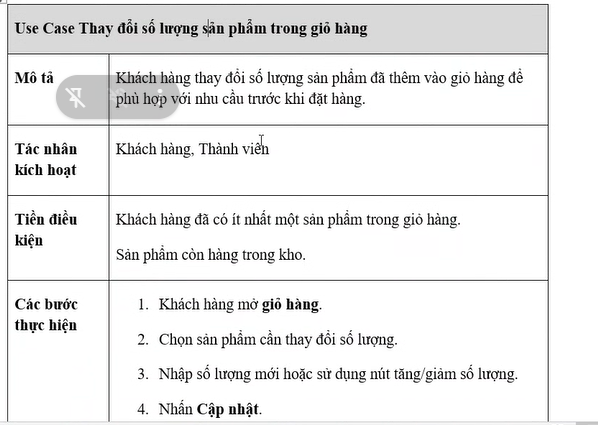 Use Case Thay đổi số lượng sản phẩm trong giỏ hàng
Mô tả
Khách hàng thay đổi số lượng sản phẩm đã thêm vào giỏ hàng để
phù hợp với nhu cầu trước khi đặt hàng.
Tác nhân
kích hoạt
Khách hàng, Thành viên
Tiền điều
kiện
Khách hàng đã có ít nhất một sản phẩm trong giỏ hàng.
Sản phẩm còn hàng trong kho.
Các bước
thực hiện
1. Khách hàng mở giỏ hàng.
2. Chọn sản phẩm cần thay đổi số lượng.
3. Nhập số lượng mới hoặc sử dụng nút tăng/giảm số lượng.
4. Nhấn Cập nhật.